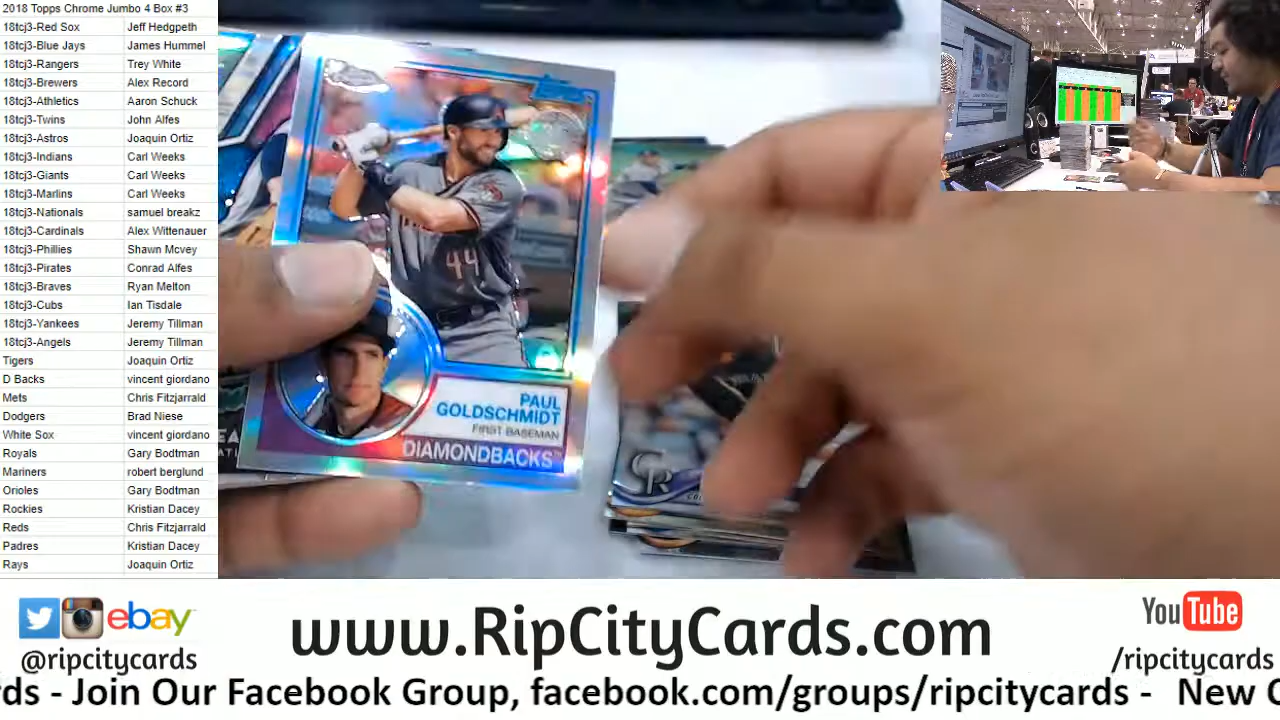 2018 Topps Chrome Jumbo 4 Box #3
18tcj3-Red Sox Jeff Hedgpeth
18tcj3-Blue Jays James Hummel
18tcj3-Rangers Trey White
18tcj3-Brewers Alex Record
18tcj3-Athletics Aaron Schuck
18tcj3-Twins John Alfes
18tcj3-Astros Joaquin Ortiz
18tcj3-Indians Carl Weeks
18tcj3-Giants Carl Weeks
18tcj3-Marlins Carl Weeks
18tcj3-Nationals samuel breakz
18tcj3-Cardinals Alex Wittenauer
18tcj3-Phillies Shawn Mcvey
18tcj3-Pirates Conrad Alfes
18tcj3-Braves Ryan Melton
18tcj3-Cubs Ian Tisdale
18tcj3-Yankees Jeremy Tillman
18tcj3-Angels Jeremy Tillman
Tigers Joaquin Ortiz
D Backs vincent giordano
Mets Chris Fitzjarrald
Dodgers Brad Niese
White Sox vincent giordano
Royals Gary Bodtman
Mariners robert berglund
Orioles Gary Bodtman
Rockies Kristian Dacey
Reds Chris Fitzjarrald
Padres Kristian Dacey
Rays Joaquin Ortiz
44
PAUL
GOLDSCHMIDT
FIRST BASEMAN
DIAMONDBACKS™
CR
ebay
@ripcitycards
www.RipCityCards.com
YouTube
/ripcitycards
ds - Join Our Facebook Group, facebook.com/groups/ripcitycards - New C